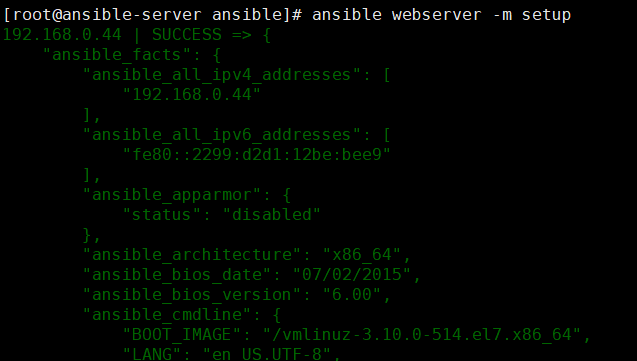 [root@ansible-server ansible]# ansible webserver -m setup
192.168.0.44 | SUCCESS => {
    "ansible_facts": {
        "ansible_all_ipv4_addresses": [
            "192.168.0.44"
        ],
        "ansible_all_ipv6_addresses": [
            "fe80::2299:d2d1:12be:bee9"
        ],
        "ansible_apparmor": {
            "status": "disabled"
        },
        "ansible_architecture": "x86_64",
        "ansible_bios_date": "07/02/2015",
        "ansible_bios_version": "6.00",
        "ansible_cmdline": {
            "BOOT_IMAGE": "/vmlinuz-3.10.0-514.el7.x86_64",
            "LANG": "en_US.UTF-8",